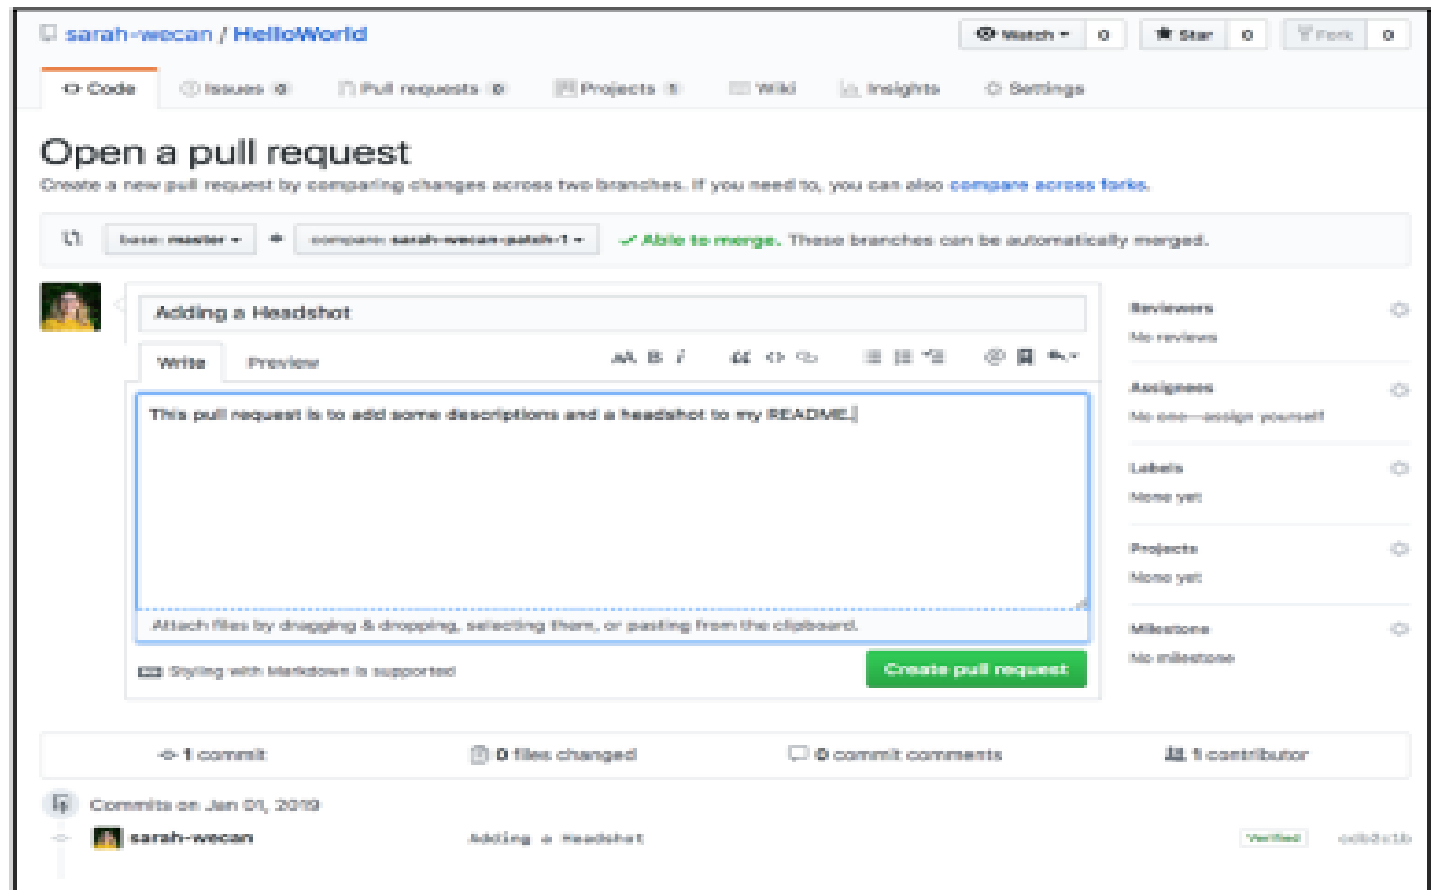 sarah-wecan / HelloWorld
Watch 0 Star 0 Fork 0
Code Issues 0 Pull requests 0 Projects 1 Wiki Insights Settings
Open a pull request
Create a new pull request by comparing changes across two branches. If you need to, you can also compare across forks.
base: master compare: sarah-wecan-patch-1 Able to merge. These branches can be automatically merged.
Adding a Headshot
Write Preview
This pull request is to add some descriptions and a headshot to my README.
Attach files by dragging & dropping, selecting them, or pasting from the clipboard.
Styling with Markdown is supported
Create pull request
Reviewers
No reviews
Assignees
No one—assign yourself
Labels
None yet
Projects
None yet
Milestone
No milestone
1 commit 0 files changed 0 commit comments 1 contributor
Commits on Jan 01, 2019
sarah-wecan Adding a Headshot Verified